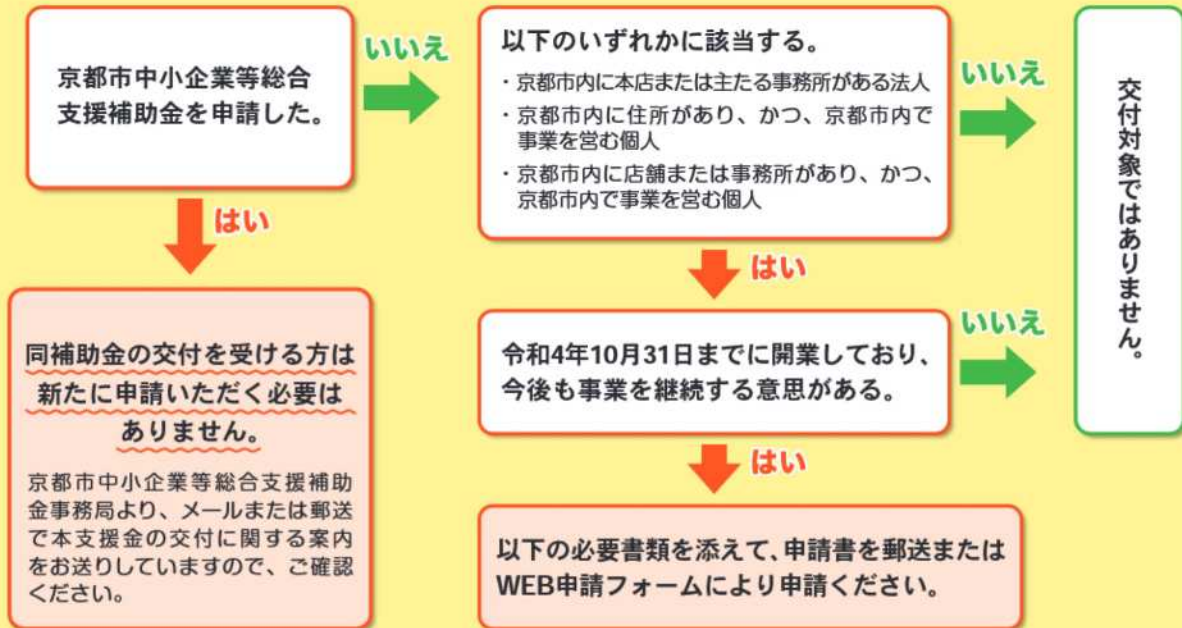 京都市中小企業等総合
支援補助金を申請した。
いいえ
はい
同補助金の交付を受ける方は
新たに申請いただく必要は
ありません。
京都市中小企業等総合支援補助
金事務局より、メールまたは郵送
で本支援金の交付に関する案内
をお送りしていますので、ご確認
ください。
以下のいずれかに該当する。
・京都市内に本店または主たる事務所がある法人
・京都市内に住所があり、かつ、京都市内で
事業を営む個人
・京都市内に店舗または事務所があり、かつ、
京都市内で事業を営む個人
いいえ
はい
令和4年10月31日までに開業しており、
今後も事業を継続する意思がある。
いいえ
はい
以下の必要書類を添えて、申請書を郵送または
WEB申請フォームにより申請ください。
交付対象ではありません。